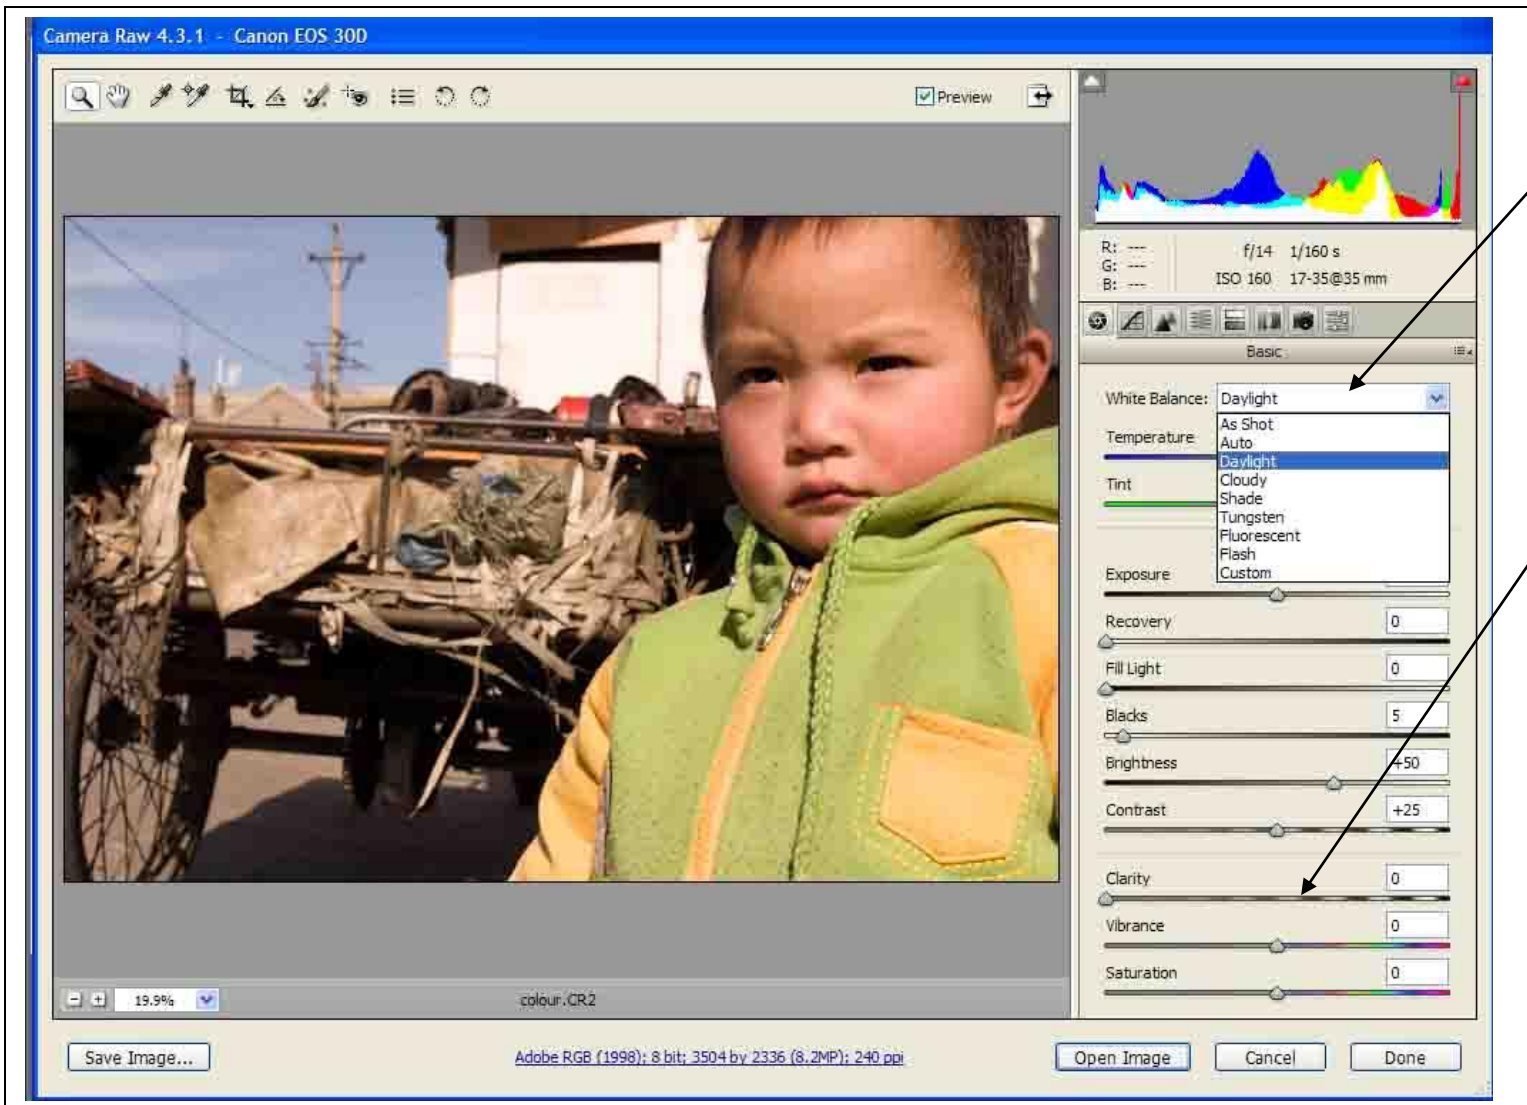 Camera Raw 4.3.1 - Canon EOS 30D
Preview
R: ---
G: ---
B: ---
f/14 1/160 s
ISO 160 17-35@35 mm
Basic
White Balance: Daylight
As Shot
Auto
Daylight
Cloudy
Shade
Tungsten
Fluorescent
Flash
Custom
Temperature
Tint
Exposure
Recovery 0
Fill Light 0
Blacks 5
Brightness +50
Contrast +25
Clarity 0
Vibrance 0
Saturation 0
19.9%
colour.CR2
Save Image...
Adobe RGB (1998); 8 bit; 3504 by 2336 (8.2MP); 240 ppi
Open Image
Cancel
Done